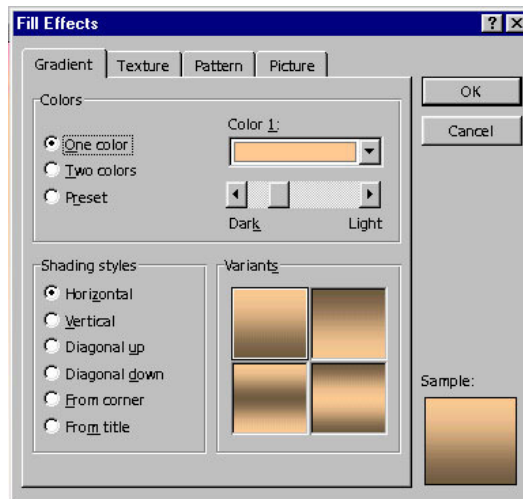 Fill Effects
Gradient Texture Pattern Picture
OK
Cancel
Colors
One color
Two colors
Preset
Color 1:
Dark Light
Shading styles
Horizontal
Vertical
Diagonal up
Diagonal down
From corner
From title
Variants
Sample: